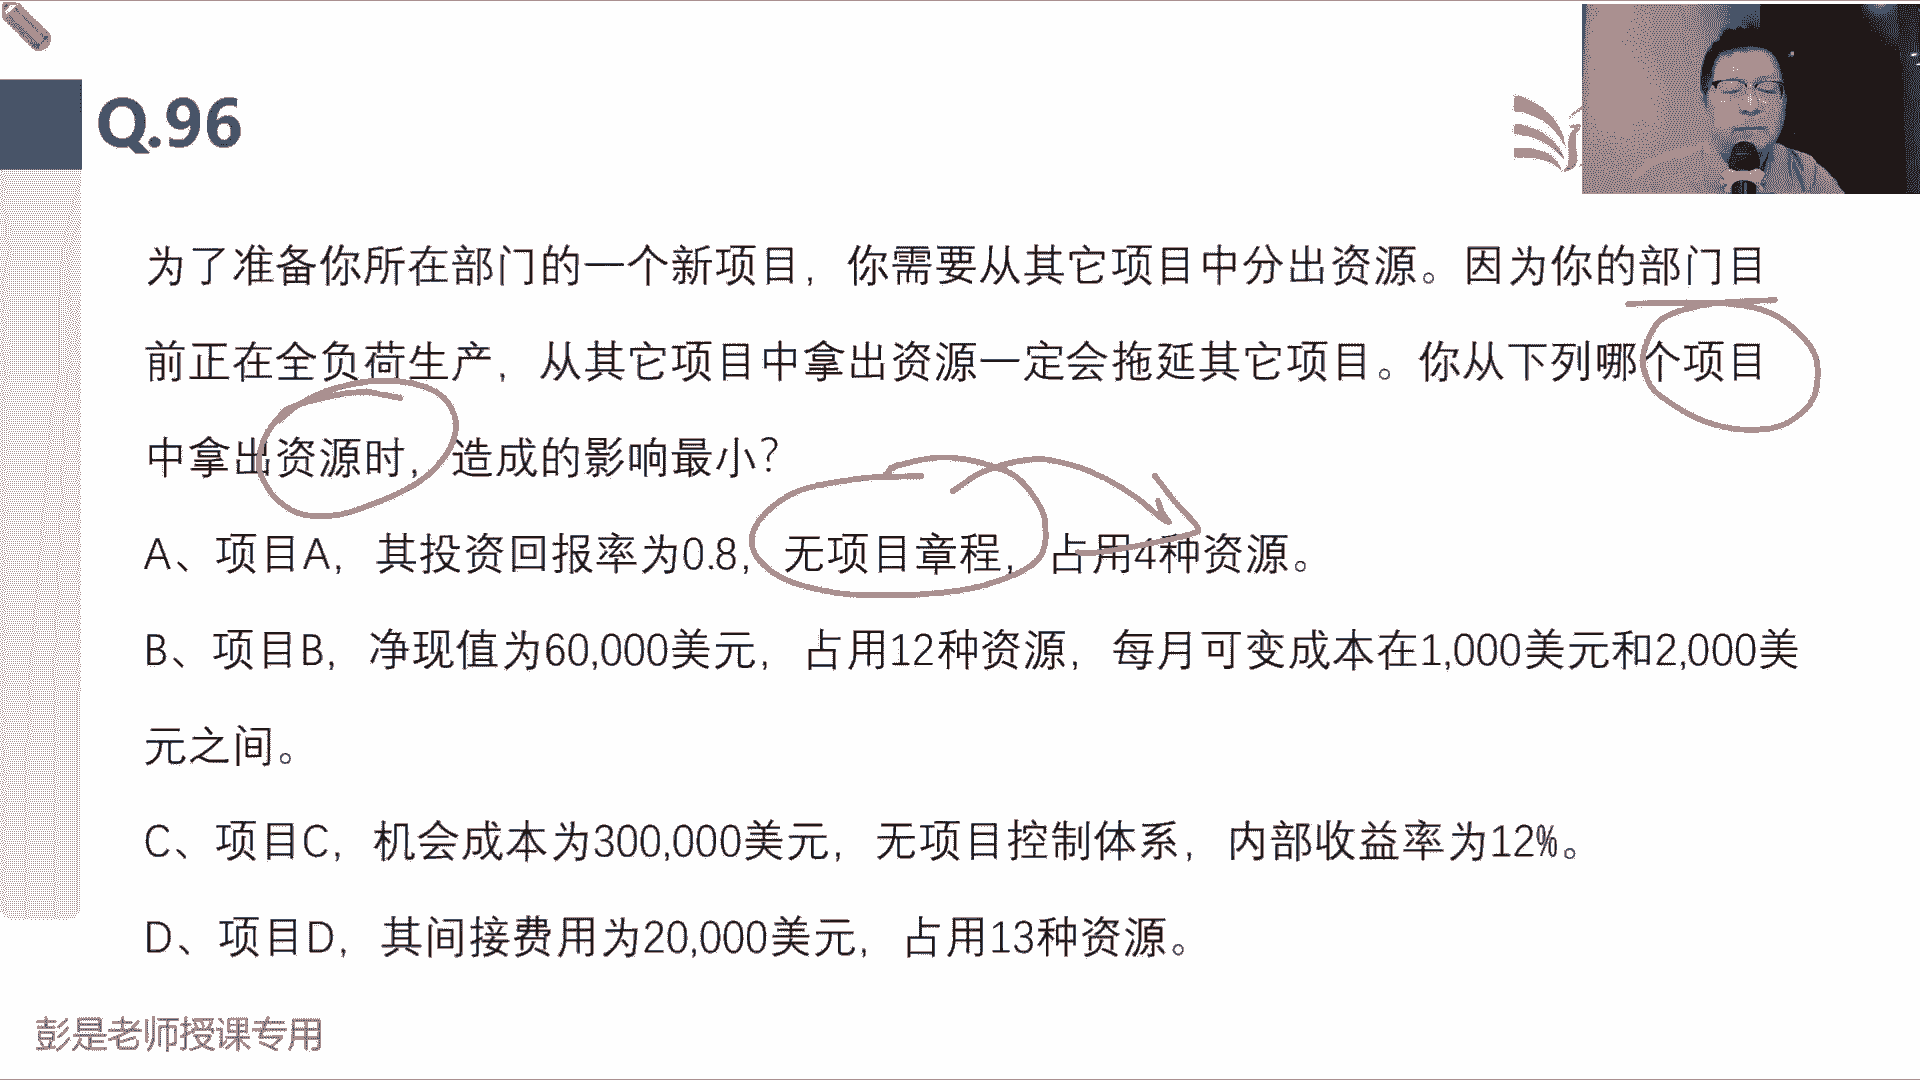 Q.96
为了准备你所在部门的一个新项目，你需要从其它项目中分出资源。因为你的部门目
前正在全负荷生产，从其它项目中拿出资源一定会拖延其它项目。你从下列哪个项目
中拿出资源时，造成的影响最小？
A、项目A，其投资回报率为0.8，无项目章程，占用4种资源。
B、项目B，净现值为60,000美元，占用12种资源，每月可变成本在1,000美元和2,000美
元之间。
C、项目C，机会成本为300,000美元，无项目控制体系，内部收益率为12%。
D、项目D，其间接费用为20,000美元，占用13种资源。
彭是老师授课专用